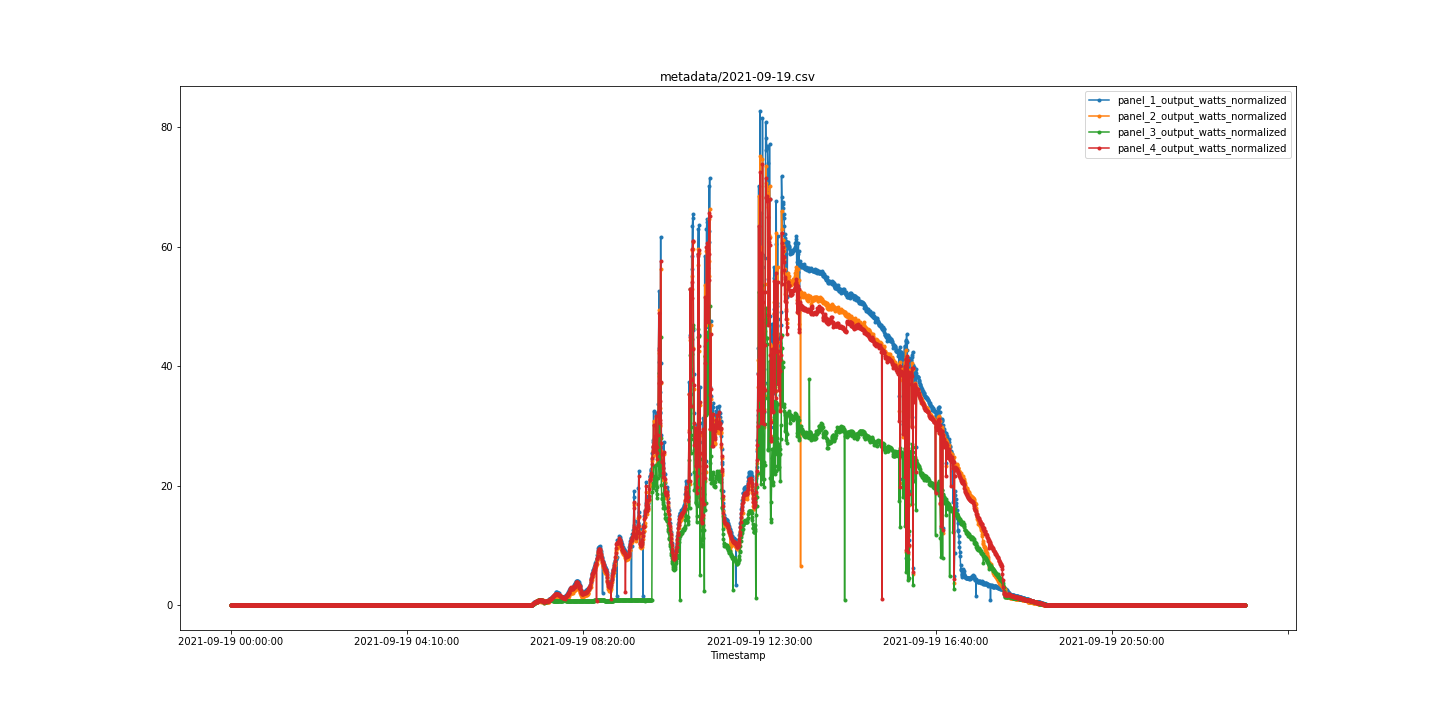 metadata/2021-09-19.csv
panel_1_output_watts_normalized
panel_2_output_watts_normalized
panel_3_output_watts_normalized
panel_4_output_watts_normalized
80
60
40
20
0
2021-09-19 00:00:00 2021-09-19 04:10:00 2021-09-19 08:20:00 2021-09-19 12:30:00 2021-09-19 16:40:00 2021-09-19 20:50:00
Timestamp